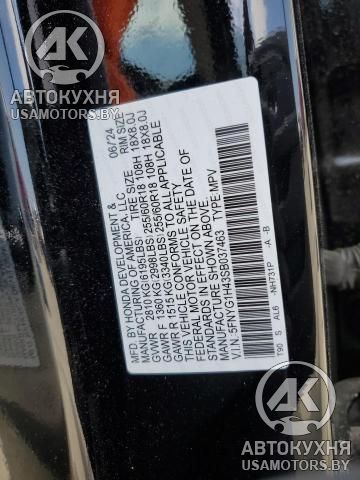 АК
АВТОКУХНЯ
USAMOTORS.BY
MFD. BY HONDA DEVELOPMENT & 06/24
MANUFACTURING OF AMERICA, LLC
TIRE SIZE RIM SIZE
GVWR 2810 KG (6195LBS)
GAWR F 1360 KG (2998LBS) 255/60R18 108H 18X8.0J
GAWR R 1515 KG (3340LBS) 255/60R18 108H 18X8.0J
THIS VEHICLE CONFORMS TO ALL APPLICABLE
FEDERAL MOTOR VEHICLE SAFETY
STANDARDS IN EFFECT ON THE DATE OF
MANUFACTURE SHOWN ABOVE.
V.I.N. 5FNYG1H43SB037463 TYPE MPV
T90 S AL6 -NH731P -A -B
АК
АВТОКУХНЯ
USAMOTORS.BY